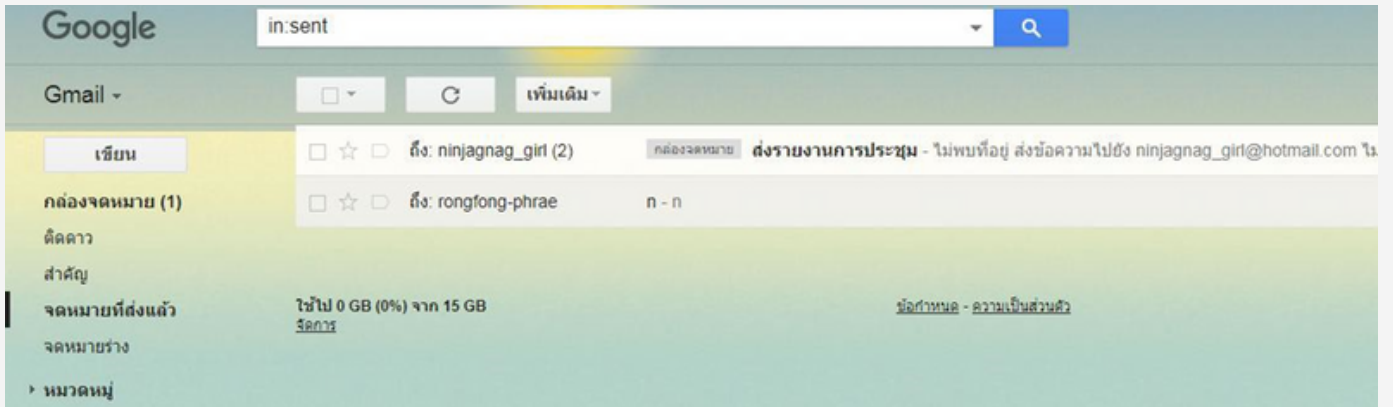 Google
in:sent
Gmail
เพิ่มเติม
เขียน
ถึง: ninjagnag_girl (2) กล่องจดหมาย ส่งรายงานการประชุม - ไม่พบที่อยู่ ส่งข้อความไปยัง ninjagnag_girl@hotmail.com
กล่องจดหมาย (1)
ถึง: rongfong-phrae n - n
ติดดาว
สำคัญ
จดหมายที่ส่งแล้ว
ใช้ไป 0 GB (0%) จาก 15 GB
ข้อกำหนด - ความเป็นส่วนตัว
จัดการ
จดหมายร่าง
หมวดหมู่